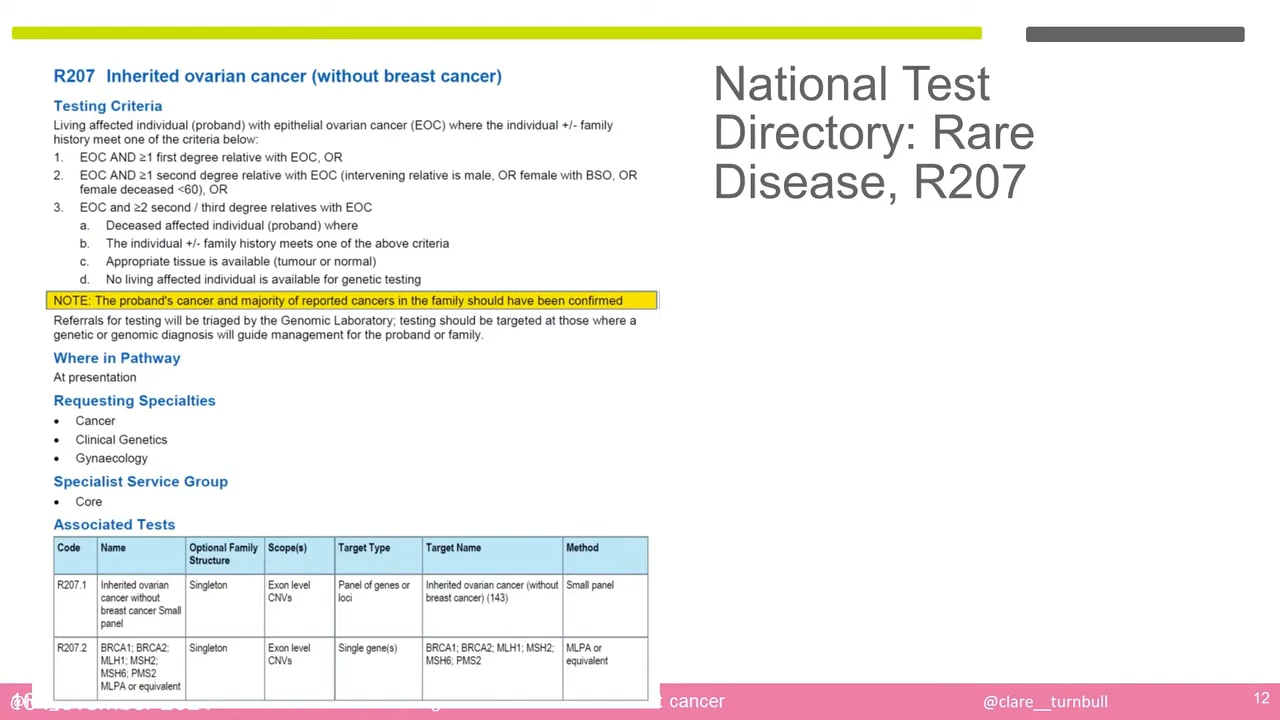 R207 Inherited ovarian cancer (without breast cancer)
Testing Criteria
Living affected individual (proband) with epithelial ovarian cancer (EOC) where the individual +/- family
history meet one of the criteria below:
1. EOC AND ≥1 first degree relative with EOC, OR
2. EOC AND ≥1 second degree relative with EOC (intervening relative is male, OR female with BSO, OR
female deceased <60), OR
3. EOC and ≥2 second / third degree relatives with EOC
a. Deceased affected individual (proband) where
b. The individual +/- family history meets one of the above criteria
c. Appropriate tissue is available (tumour or normal)
d. No living affected individual is available for genetic testing
NOTE: The proband's cancer and majority of reported cancers in the family should have been confirmed
Referrals for testing will be triaged by the Genomic Laboratory; testing should be targeted at those where a
genetic or genomic diagnosis will guide management for the proband or family.
Where in Pathway
At presentation
Requesting Specialties
• Cancer
• Clinical Genetics
• Gynaecology
Specialist Service Group
• Core
Associated Tests
Code Name Optional Family Scope(s) Target Type Target Name Method
Structure
R207.1 Inherited ovarian Singleton Exon level Panel of genes or Inherited ovarian cancer (without Small panel
cancer without CNVs loci breast cancer) (143)
breast cancer Small
panel
R207.2 BRCA1; BRCA2; Singleton Exon level Single gene(s) BRCA1; BRCA2; MLH1; MSH2; MLPA or
MLH1; MSH2; CNVs MSH6; PMS2 equivalent
MSH6; PMS2
MLPA or equivalent
National Test
Directory: Rare
Disease, R207
cancer @clare__turnbull 12